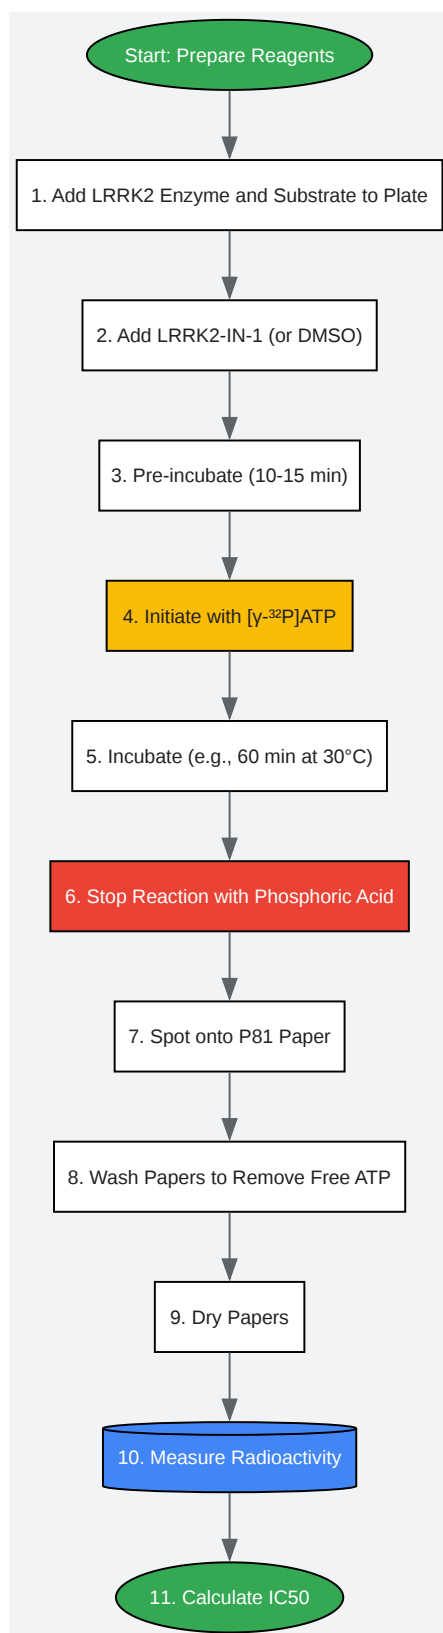 Start: Prepare Reagents
1. Add LRRK2 Enzyme and Substrate to Plate
2. Add LRRK2-IN-1 (or DMSO)
3. Pre-incubate (10-15 min)
4. Initiate with [γ-³²P]ATP
5. Incubate (e.g., 60 min at 30°C)
6. Stop Reaction with Phosphoric Acid
7. Spot onto P81 Paper
8. Wash Papers to Remove Free ATP
9. Dry Papers
10. Measure Radioactivity
11. Calculate IC50